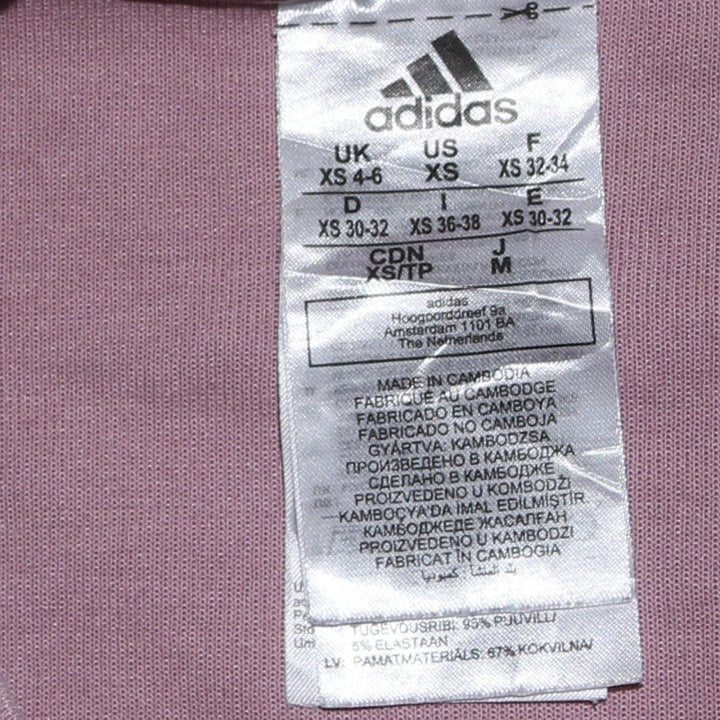 adidas
UK US F
XS 4-6 XS XS 32-34
D I E
XS 30-32 XS 36-38 XS 30-32
CDN J
XS/TP M
adidas
Hoogoorddreef 9a
Amsterdam 1101 BA
The Netherlands
MADE IN CAMBODIA
FABRIQUÉ AU CAMBODGE
FABRICADO EN CAMBOYA
FABRICADO NO CAMBOJA
GYÁRTVA: KAMBODZSA
ПРОИЗВЕДЕНО В КАМБОДЖА
СДЕЛАНО В КАМБОДЖЕ
PROIZVEDENO U KOMBODŽI
KAMBOÇYA'DA İMAL EDİLMİŞTİR
КАМБОДЖЕДЕ ЖАСАЛҒАН
PROIZVEDENO U KAMBODŽI
FABRICAT ÎN CAMBOGIA
بلد المنشأ: كمبوديا
TUGEVDUSRIBI: 95% PUUVILL/
5% ELASTAAN
LV: PAMATMATERIĀLS: 67% KOKVILNA/